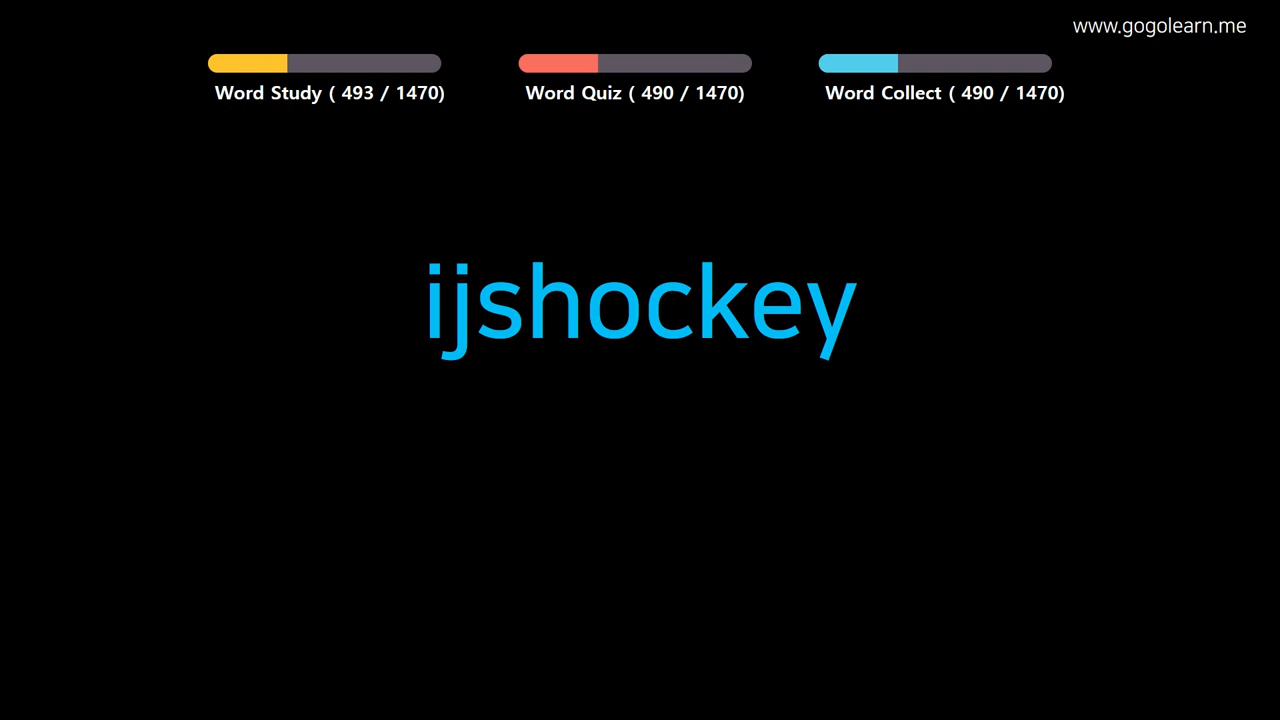 www.gogolearn.me
Word Study ( 493 / 1470)
Word Quiz ( 490 / 1470)
Word Collect ( 490 / 1470)
ijshockey